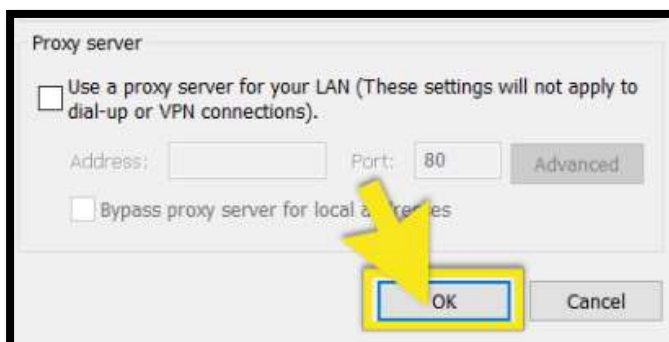 Proxy server
Use a proxy server for your LAN (These settings will not apply to
dial-up or VPN connections).
Address: Port: 80 Advanced
Bypass proxy server for local addresses
OK Cancel